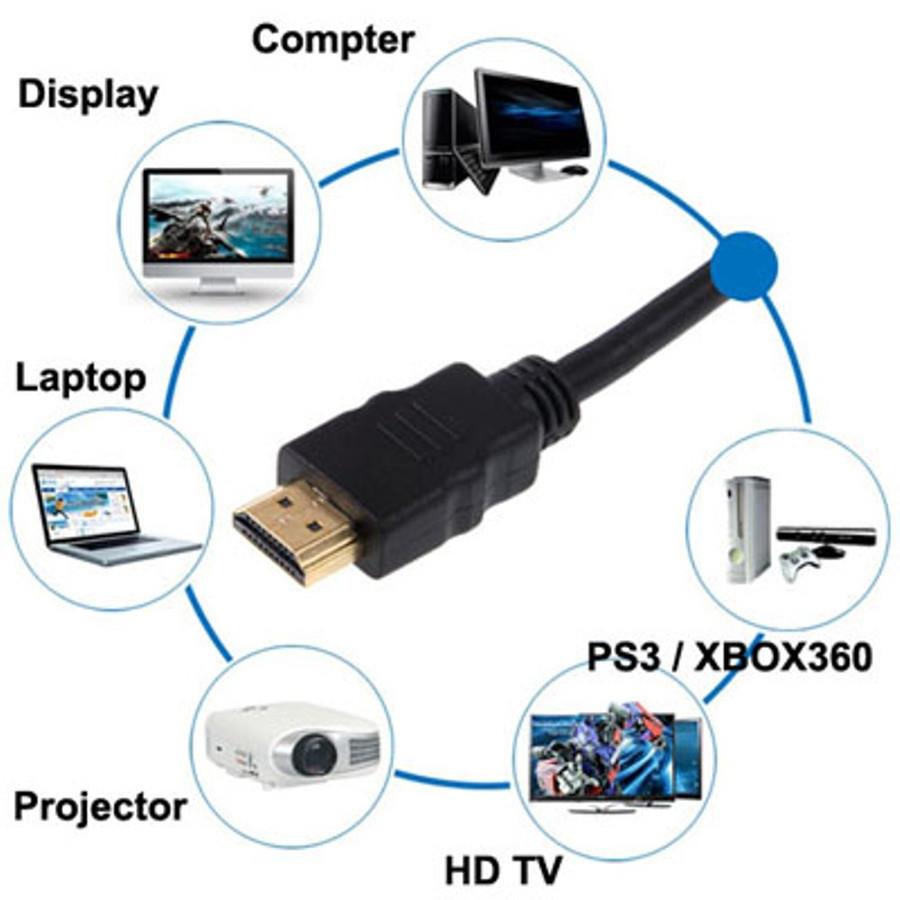 Compter
Display
Laptop
PS3 / XBOX360
Projector
HD TV